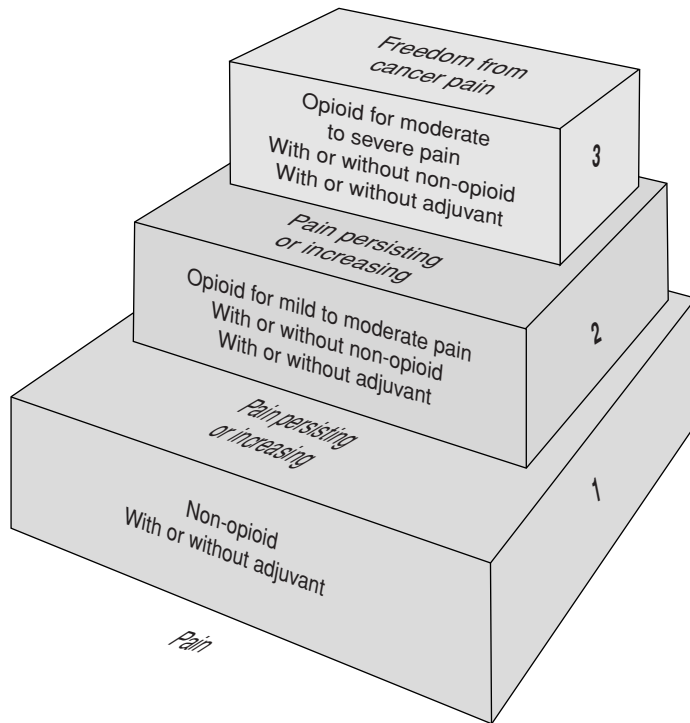 Freedom from
cancer pain
Opioid for moderate
to severe pain
With or without non-opioid
With or without adjuvant
3
Pain persisting
or increasing
Opioid for mild to moderate pain
With or without non-opioid
With or without adjuvant
2
Pain persisting
or increasing
Non-opioid
With or without adjuvant
1
Pain